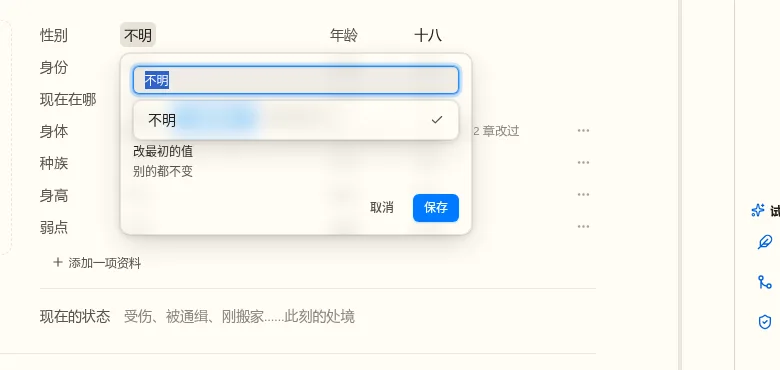 性别 不明 年龄 十八
身份 不明
现在在哪
不明
身体 2 章改过
改最初的值
种族
别的都不变
身高
取消 保存
弱点
添加一项资料
试
现在的状态 受伤、被通缉、刚搬家……此刻的处境